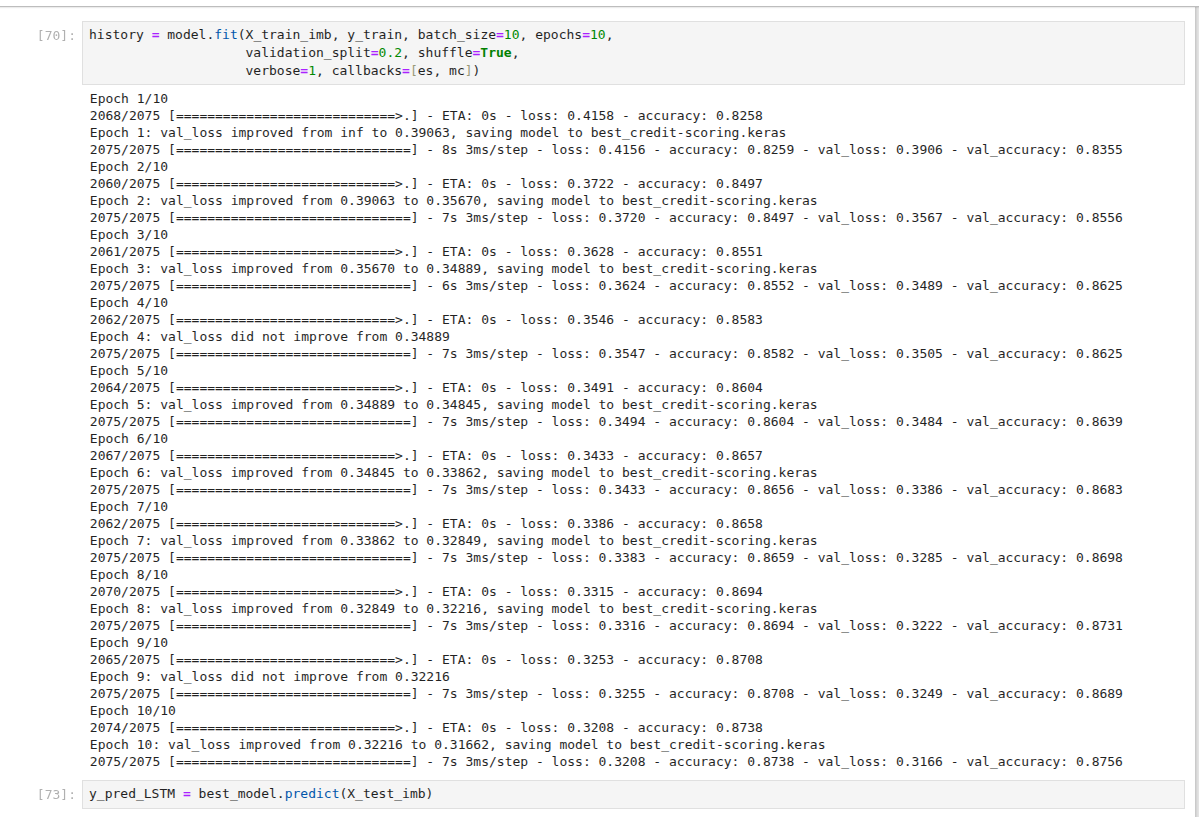 [70]: history = model.fit(X_train_imb, y_train, batch_size=10, epochs=10,
validation_split=0.2, shuffle=True,
verbose=1, callbacks=[es, mc])
Epoch 1/10
2068/2075 [============================>.] - ETA: 0s - loss: 0.4158 - accuracy: 0.8258
Epoch 1: val_loss improved from inf to 0.39063, saving model to best_credit-scoring.keras
2075/2075 [==============================] - 8s 3ms/step - loss: 0.4156 - accuracy: 0.8259 - val_loss: 0.3906 - val_accuracy: 0.8355
Epoch 2/10
2060/2075 [============================>.] - ETA: 0s - loss: 0.3722 - accuracy: 0.8497
Epoch 2: val_loss improved from 0.39063 to 0.35670, saving model to best_credit-scoring.keras
2075/2075 [==============================] - 7s 3ms/step - loss: 0.3720 - accuracy: 0.8497 - val_loss: 0.3567 - val_accuracy: 0.8556
Epoch 3/10
2061/2075 [============================>.] - ETA: 0s - loss: 0.3628 - accuracy: 0.8551
Epoch 3: val_loss improved from 0.35670 to 0.34889, saving model to best_credit-scoring.keras
2075/2075 [==============================] - 6s 3ms/step - loss: 0.3624 - accuracy: 0.8552 - val_loss: 0.3489 - val_accuracy: 0.8625
Epoch 4/10
2062/2075 [============================>.] - ETA: 0s - loss: 0.3546 - accuracy: 0.8583
Epoch 4: val_loss did not improve from 0.34889
2075/2075 [==============================] - 7s 3ms/step - loss: 0.3547 - accuracy: 0.8582 - val_loss: 0.3505 - val_accuracy: 0.8625
Epoch 5/10
2064/2075 [============================>.] - ETA: 0s - loss: 0.3491 - accuracy: 0.8604
Epoch 5: val_loss improved from 0.34889 to 0.34845, saving model to best_credit-scoring.keras
2075/2075 [==============================] - 7s 3ms/step - loss: 0.3494 - accuracy: 0.8604 - val_loss: 0.3484 - val_accuracy: 0.8639
Epoch 6/10
2067/2075 [============================>.] - ETA: 0s - loss: 0.3433 - accuracy: 0.8657
Epoch 6: val_loss improved from 0.34845 to 0.33862, saving model to best_credit-scoring.keras
2075/2075 [==============================] - 7s 3ms/step - loss: 0.3433 - accuracy: 0.8656 - val_loss: 0.3386 - val_accuracy: 0.8683
Epoch 7/10
2062/2075 [============================>.] - ETA: 0s - loss: 0.3386 - accuracy: 0.8658
Epoch 7: val_loss improved from 0.33862 to 0.32849, saving model to best_credit-scoring.keras
2075/2075 [==============================] - 7s 3ms/step - loss: 0.3383 - accuracy: 0.8659 - val_loss: 0.3285 - val_accuracy: 0.8698
Epoch 8/10
2070/2075 [============================>.] - ETA: 0s - loss: 0.3315 - accuracy: 0.8694
Epoch 8: val_loss improved from 0.32849 to 0.32216, saving model to best_credit-scoring.keras
2075/2075 [==============================] - 7s 3ms/step - loss: 0.3316 - accuracy: 0.8694 - val_loss: 0.3222 - val_accuracy: 0.8731
Epoch 9/10
2065/2075 [============================>.] - ETA: 0s - loss: 0.3253 - accuracy: 0.8708
Epoch 9: val_loss did not improve from 0.32216
2075/2075 [==============================] - 7s 3ms/step - loss: 0.3255 - accuracy: 0.8708 - val_loss: 0.3249 - val_accuracy: 0.8689
Epoch 10/10
2074/2075 [============================>.] - ETA: 0s - loss: 0.3208 - accuracy: 0.8738
Epoch 10: val_loss improved from 0.32216 to 0.31662, saving model to best_credit-scoring.keras
2075/2075 [==============================] - 7s 3ms/step - loss: 0.3208 - accuracy: 0.8738 - val_loss: 0.3166 - val_accuracy: 0.8756
[73]: y_pred_LSTM = best_model.predict(X_test_imb)